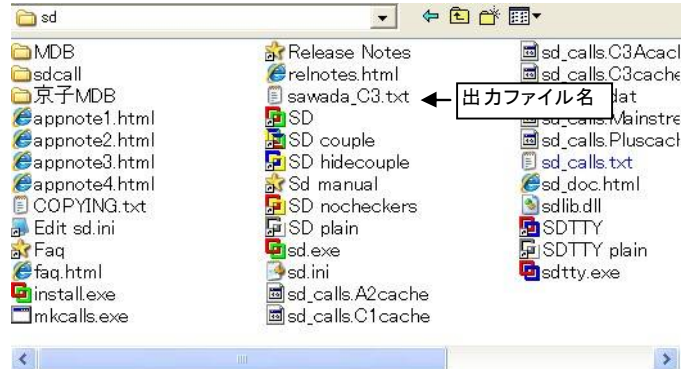 sd
MDB
sdcall
京子MDB
appnote1.html
appnote2.html
appnote3.html
appnote4.html
COPYING.txt
Edit sd.ini
Faq
faq.html
install.exe
mkcalls.exe
Release Notes
relnotes.html
sawada_C3.txt
SD
SD couple
SD hidecouple
Sd manual
SD nocheckers
SD plain
sd.exe
sd.ini
sd_calls.A2cache
sd_calls.C1cache
出力ファイル名
sd_calls.C3Acacl
sd_calls.C3cache
dat
sd_calls.Mainstre
sd_calls.Pluscach
sd_calls.txt
sd_doc.html
sdlib.dll
SDTTY
SDTTY plain
sdtty.exe